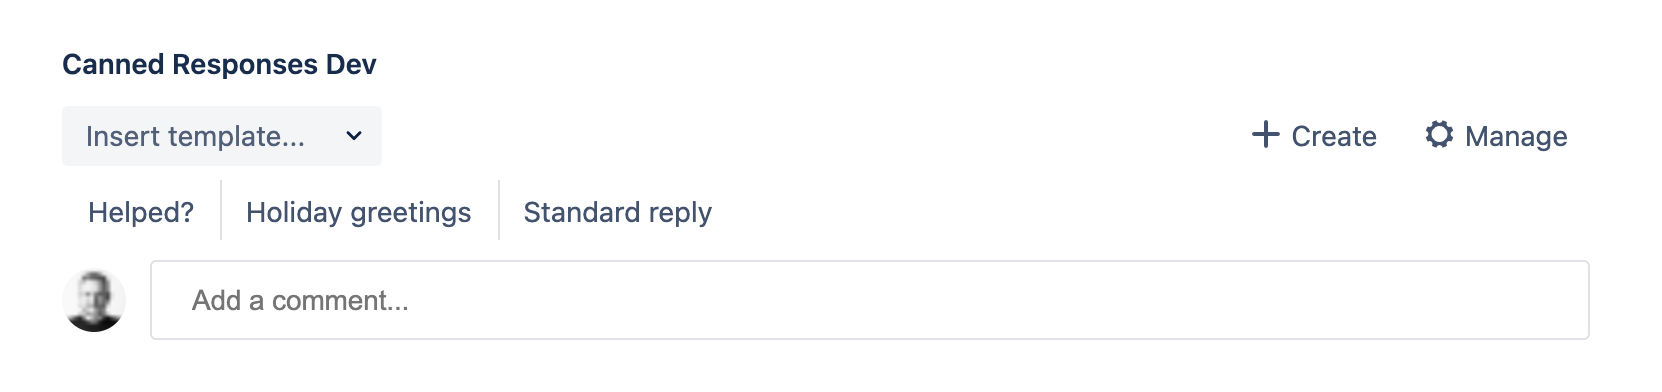 Canned Responses Dev
Insert template... Create Manage
Helped? Holiday greetings Standard reply
Add a comment...